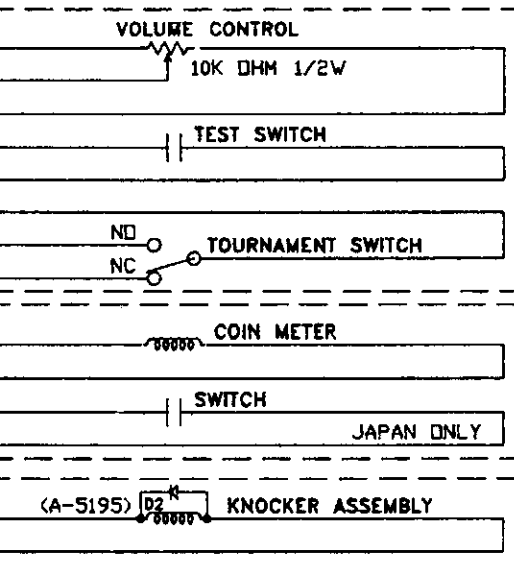 VOLUME CONTROL
10K OHM 1/2W
TEST SWITCH
NO
TOURNAMENT SWITCH
NC
COIN METER
SWITCH
JAPAN ONLY
(A-5195) D2 KNOCKER ASSEMBLY